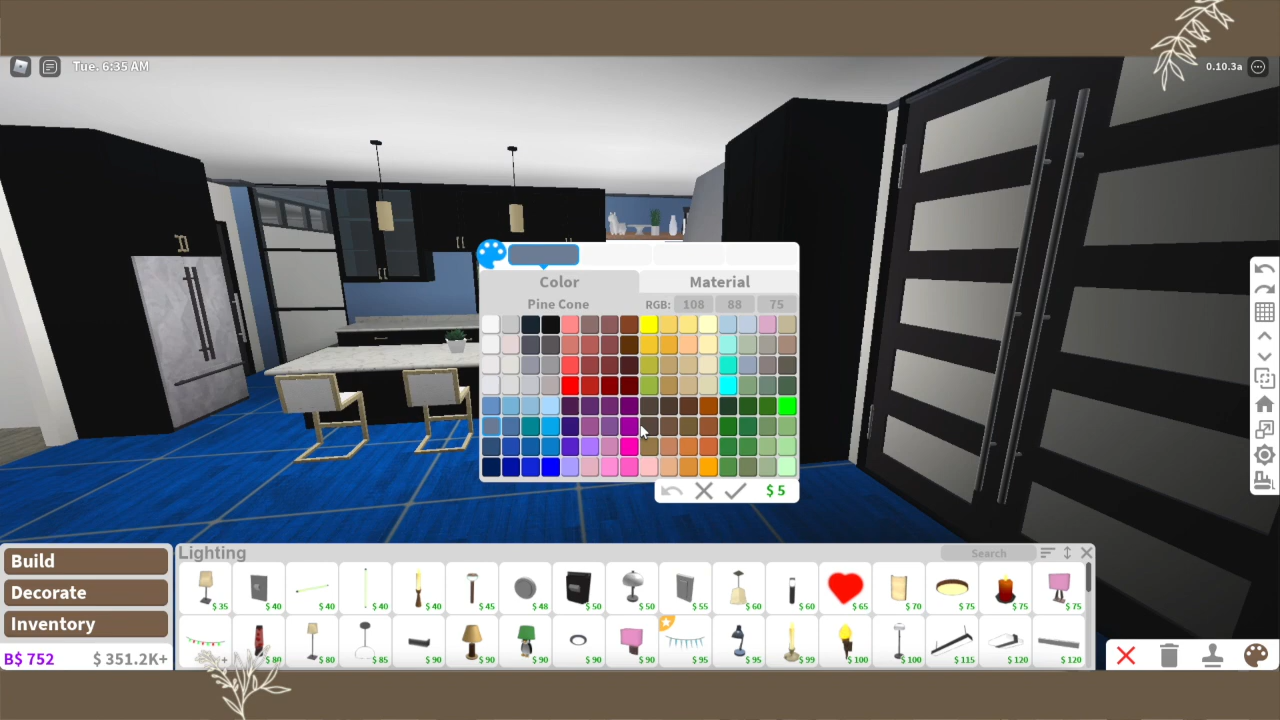 Tue. 6:35 AM
0.10.3a
Color
Material
Pine Cone
RGB: 108 88 75
$ 5
Build
Decorate
Inventory
B$ 752
$ 351.2K+
Lighting
Search
$ 35 $ 40 $ 40 $ 40 $ 40 $ 45 $ 48 $ 50 $ 50 $ 55 $ 60 $ 60 $ 65 $ 70 $ 75 $ 75 $ 75
$ 80 $ 80 $ 85 $ 90 $ 90 $ 90 $ 90 $ 90 $ 95 $ 95 $ 99 $ 100 $ 100 $ 115 $ 120 $ 120